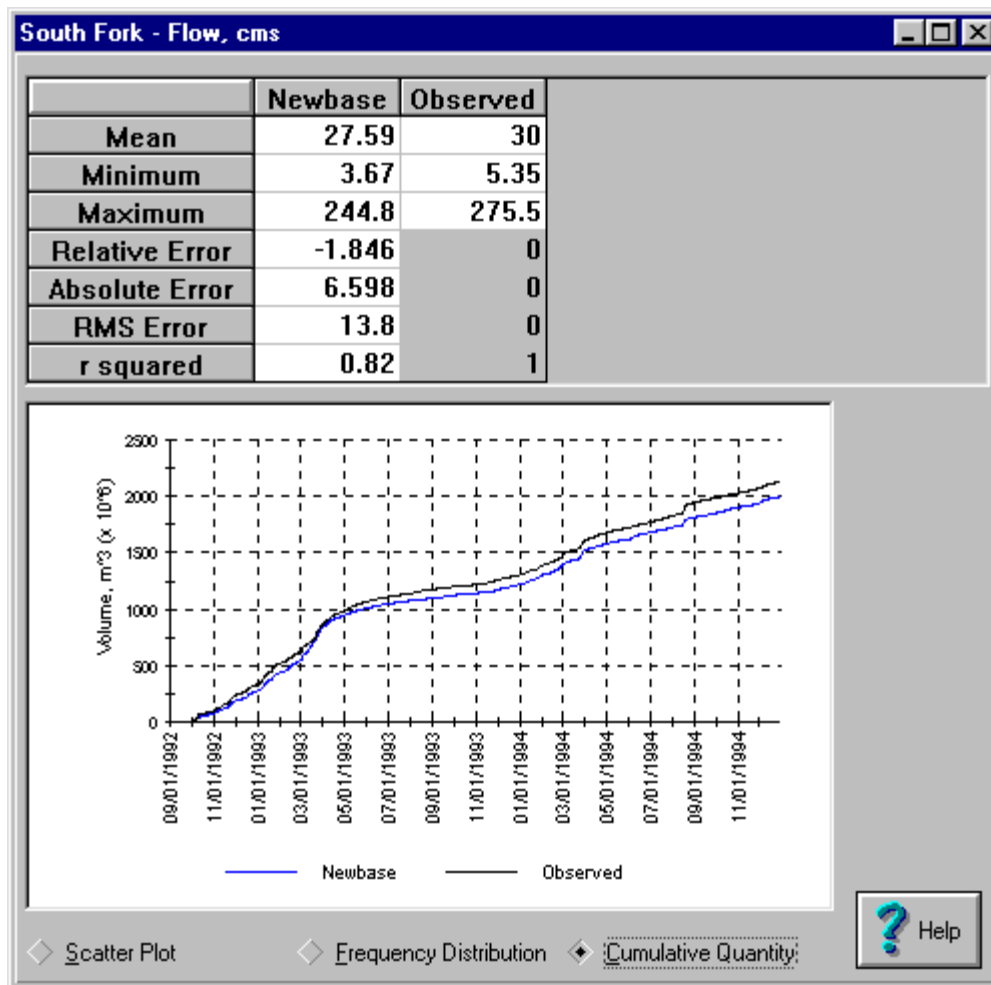 South Fork - Flow, cms
Newbase Observed
Mean 27.59 30
Minimum 3.67 5.35
Maximum 244.8 275.5
Relative Error -1.846 0
Absolute Error 6.598 0
RMS Error 13.8 0
r squared 0.82 1
Volume, m^3 (x 10^6)
2500
2000
1500
1000
500
0
09/01/1992
11/01/1992
01/01/1993
03/01/1993
05/01/1993
07/01/1993
09/01/1993
11/01/1993
01/01/1994
03/01/1994
05/01/1994
07/01/1994
09/01/1994
11/01/1994
Newbase Observed
Scatter Plot Frequency Distribution Cumulative Quantity
? Help